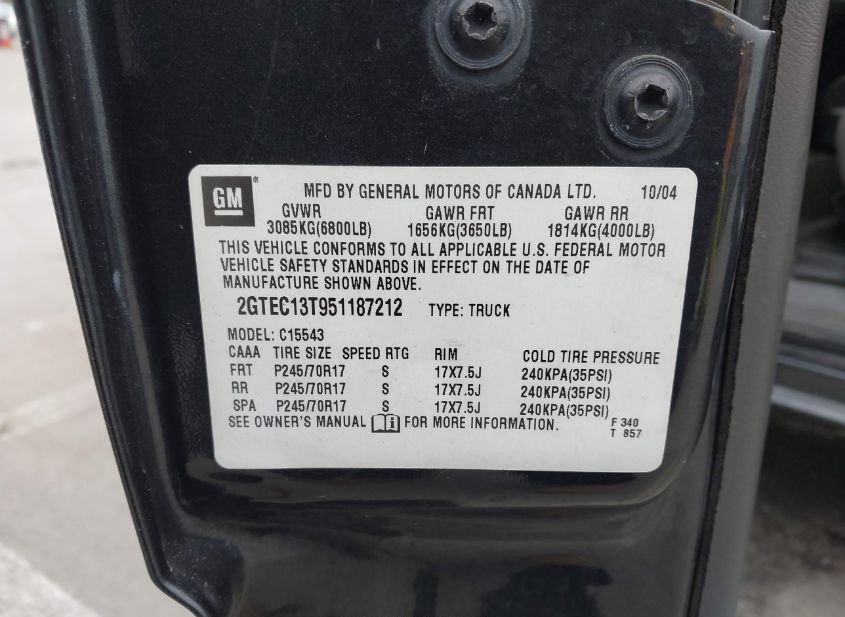 GM® MFD BY GENERAL MOTORS OF CANADA LTD. 10/04
GVWR GAWR FRT GAWR RR
3085KG(6800LB) 1656KG(3650LB) 1814KG(4000LB)
THIS VEHICLE CONFORMS TO ALL APPLICABLE U.S. FEDERAL MOTOR
VEHICLE SAFETY STANDARDS IN EFFECT ON THE DATE OF
MANUFACTURE SHOWN ABOVE.
2GTEC13T951187212 TYPE: TRUCK
MODEL: C15543
CAAA TIRE SIZE SPEED RTG RIM COLD TIRE PRESSURE
FRT P245/70R17 S 17X7.5J 240KPA(35PSI)
RR P245/70R17 S 17X7.5J 240KPA(35PSI)
SPA P245/70R17 S 17X7.5J 240KPA(35PSI)
SEE OWNER'S MANUAL i FOR MORE INFORMATION. F 340
T 857